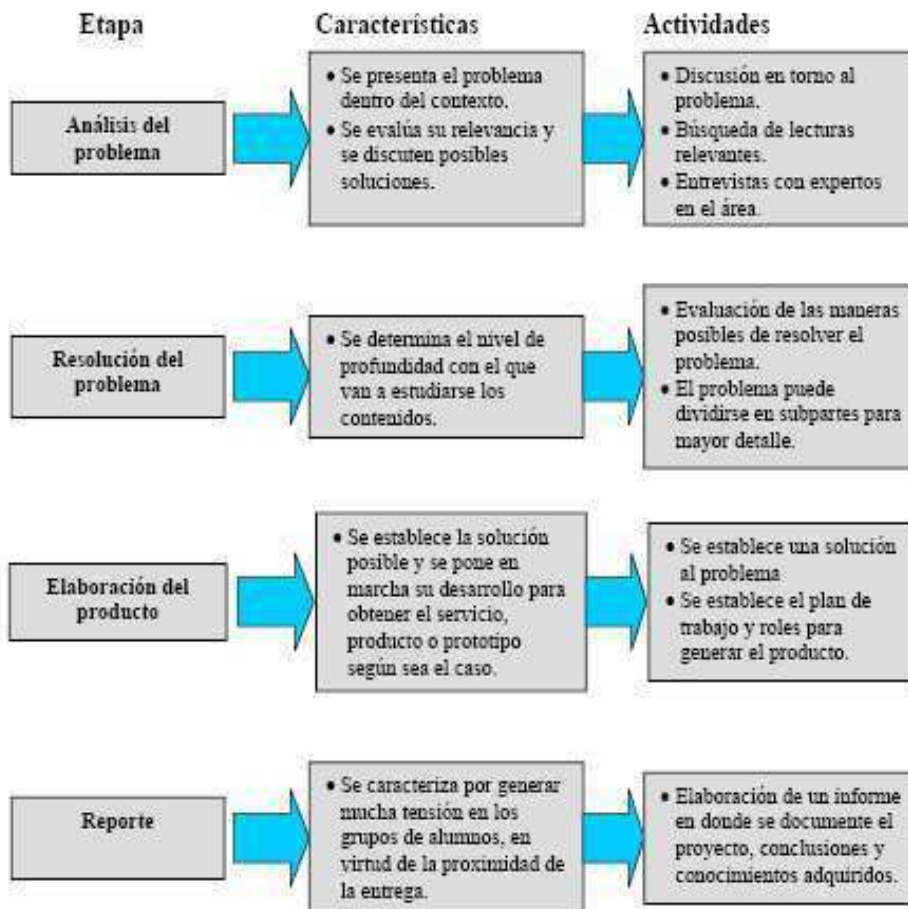 Etapa
Características
Actividades
Análisis del
problema
• Se presenta el problema
dentro del contexto.
• Se evalúa su relevancia y
se discuten posibles
soluciones.
• Discusión en torno al
problema.
• Búsqueda de lecturas
relevantes.
• Entrevistas con expertos
en el área.
Resolución del
problema
• Se determina el nivel de
profundidad con el que
van a estudiarse los
contenidos.
• Evaluación de las maneras
posibles de resolver el
problema.
• El problema puede
dividirse en subpartes para
mayor detalle.
Elaboración del
producto
• Se establece la solución
posible y se pone en
marcha su desarrollo para
obtener el servicio,
producto o prototipo
según sea el caso.
• Se establece una solución
al problema
• Se establece el plan de
trabajo y roles para
generar el producto.
Reporte
• Se caracteriza por generar
mucha tensión en los
grupos de alumnos, en
virtud de la proximidad de
la entrega.
• Elaboración de un informe
en donde se documente el
proyecto, conclusiones y
conocimientos adquiridos.